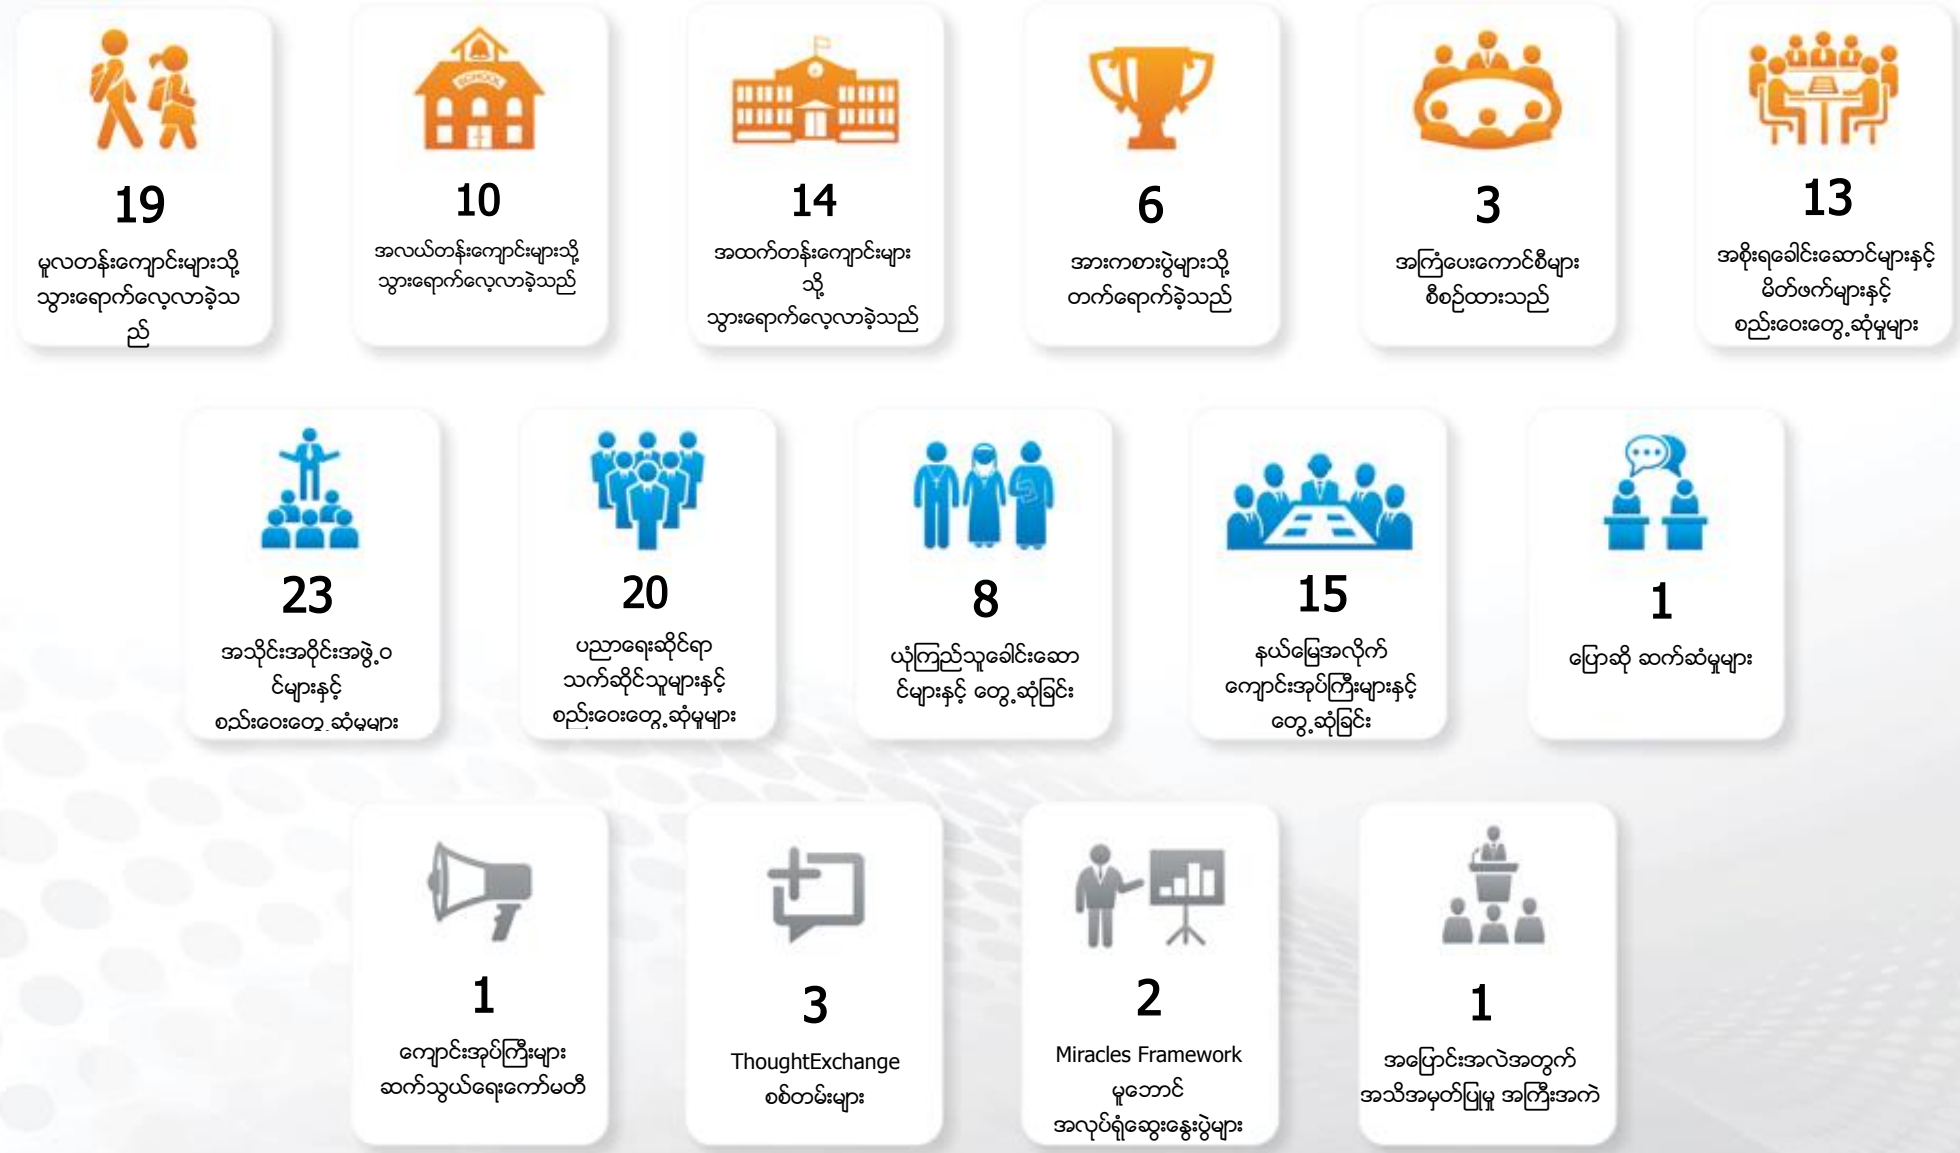 SCHOOL
19
မူလတန်းကျောင်းများသို့
သွားရောက်လေ့လာခဲ့သ
ည်
10
အလယ်တန်းကျောင်းများသို့
သွားရောက်လေ့လာခဲ့သည်
14
အထက်တန်းကျောင်းများ
သို့
သွားရောက်လေ့လာခဲ့သည်
6
အားကစားပွဲများသို့
တက်ရောက်ခဲ့သည်
3
အကြံပေးကောင်စီများ
စီစဉ်ထားသည်
13
အစိုးရခေါင်းဆောင်များနှင့်
မိတ်ဖက်များနှင့်
စည်းဝေးတွေ့ဆုံမှုများ
23
အသိုင်းအဝိုင်းအဖွဲ့ဝ
င်များနှင့်
စည်းဝေးတွေ့ဆုံမှုများ
20
ပညာရေးဆိုင်ရာ
သက်ဆိုင်သူများနှင့်
စည်းဝေးတွေ့ဆုံမှုများ
8
ယုံကြည်သူခေါင်းဆော
င်များနှင့် တွေ့ဆုံခြင်း
15
နယ်မြေအလိုက်
ကျောင်းအုပ်ကြီးများနှင့်
တွေ့ဆုံခြင်း
1
ပြောဆို ဆက်ဆံမှုများ
1
ကျောင်းအုပ်ကြီးများ
ဆက်သွယ်ရေးကော်မတီ
3
ThoughtExchange
စစ်တမ်းများ
2
Miracles Framework
မူဘောင်
အလုပ်ရုံဆွေးနွေးပွဲများ
1
အပြောင်းအလဲအတွက်
အသိအမှတ်ပြုမှု အကြီးအကဲ